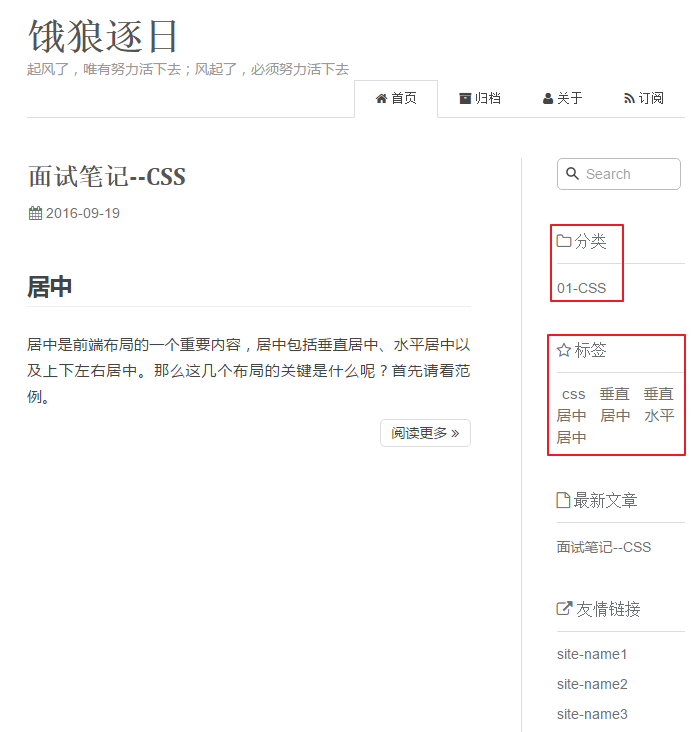 饿狼逐日
起风了，唯有努力活下去；风起了，必须努力活下去
首页 归档 关于 订阅
面试笔记--CSS
2016-09-19
居中
居中是前端布局的一个重要内容，居中包括垂直居中、水平居中以
及上下左右居中。那么这几个布局的关键是什么呢？首先请看范
例。
阅读更多 »
Search
分类
01-CSS
标签
css 垂直 垂直
居中 居中 水平
居中
最新文章
面试笔记--CSS
友情链接
site-name1
site-name2
site-name3